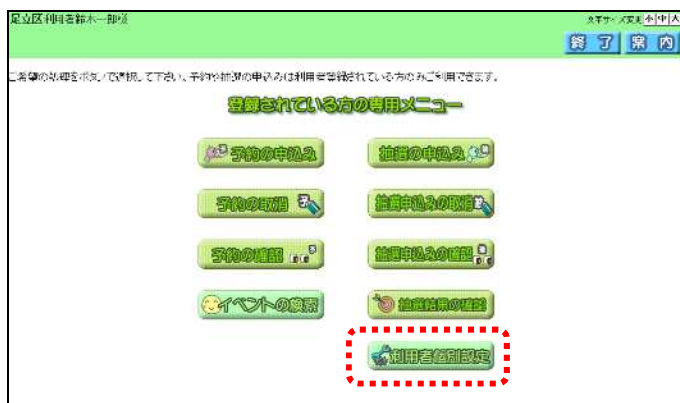 足立区利用者鈴木一郎様
文字サイズ変更 小 中 大
終了 案内
ご希望の処理をボタンで選択して下さい、予約や抽選の申込みは利用者登録されている方のみご利用できます。
登録されている方の専用メニュー
予約の申込み 抽選の申込み
予約の取消 抽選申込みの取消
予約の確認 抽選申込みの確認
イベントの検索 抽選結果の確認
利用者個別設定